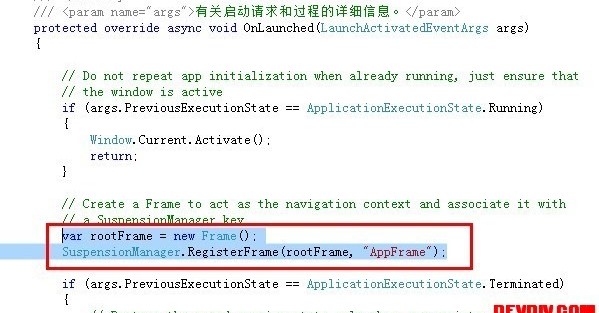 /// <param name="args">有关启动请求和过程的详细信息。</param>
protected override async void OnLaunched(LaunchActivatedEventArgs args)
{
// Do not repeat app initialization when already running, just ensure that
// the window is active
if (args.PreviousExecutionState == ApplicationExecutionState.Running)
{
Window.Current.Activate();
return;
}
// Create a Frame to act as the navigation context and associate it with
// a SuspensionManager key
var rootFrame = new Frame();
SuspensionManager.RegisterFrame(rootFrame, "AppFrame");
if (args.PreviousExecutionState == ApplicationExecutionState.Terminated)
{